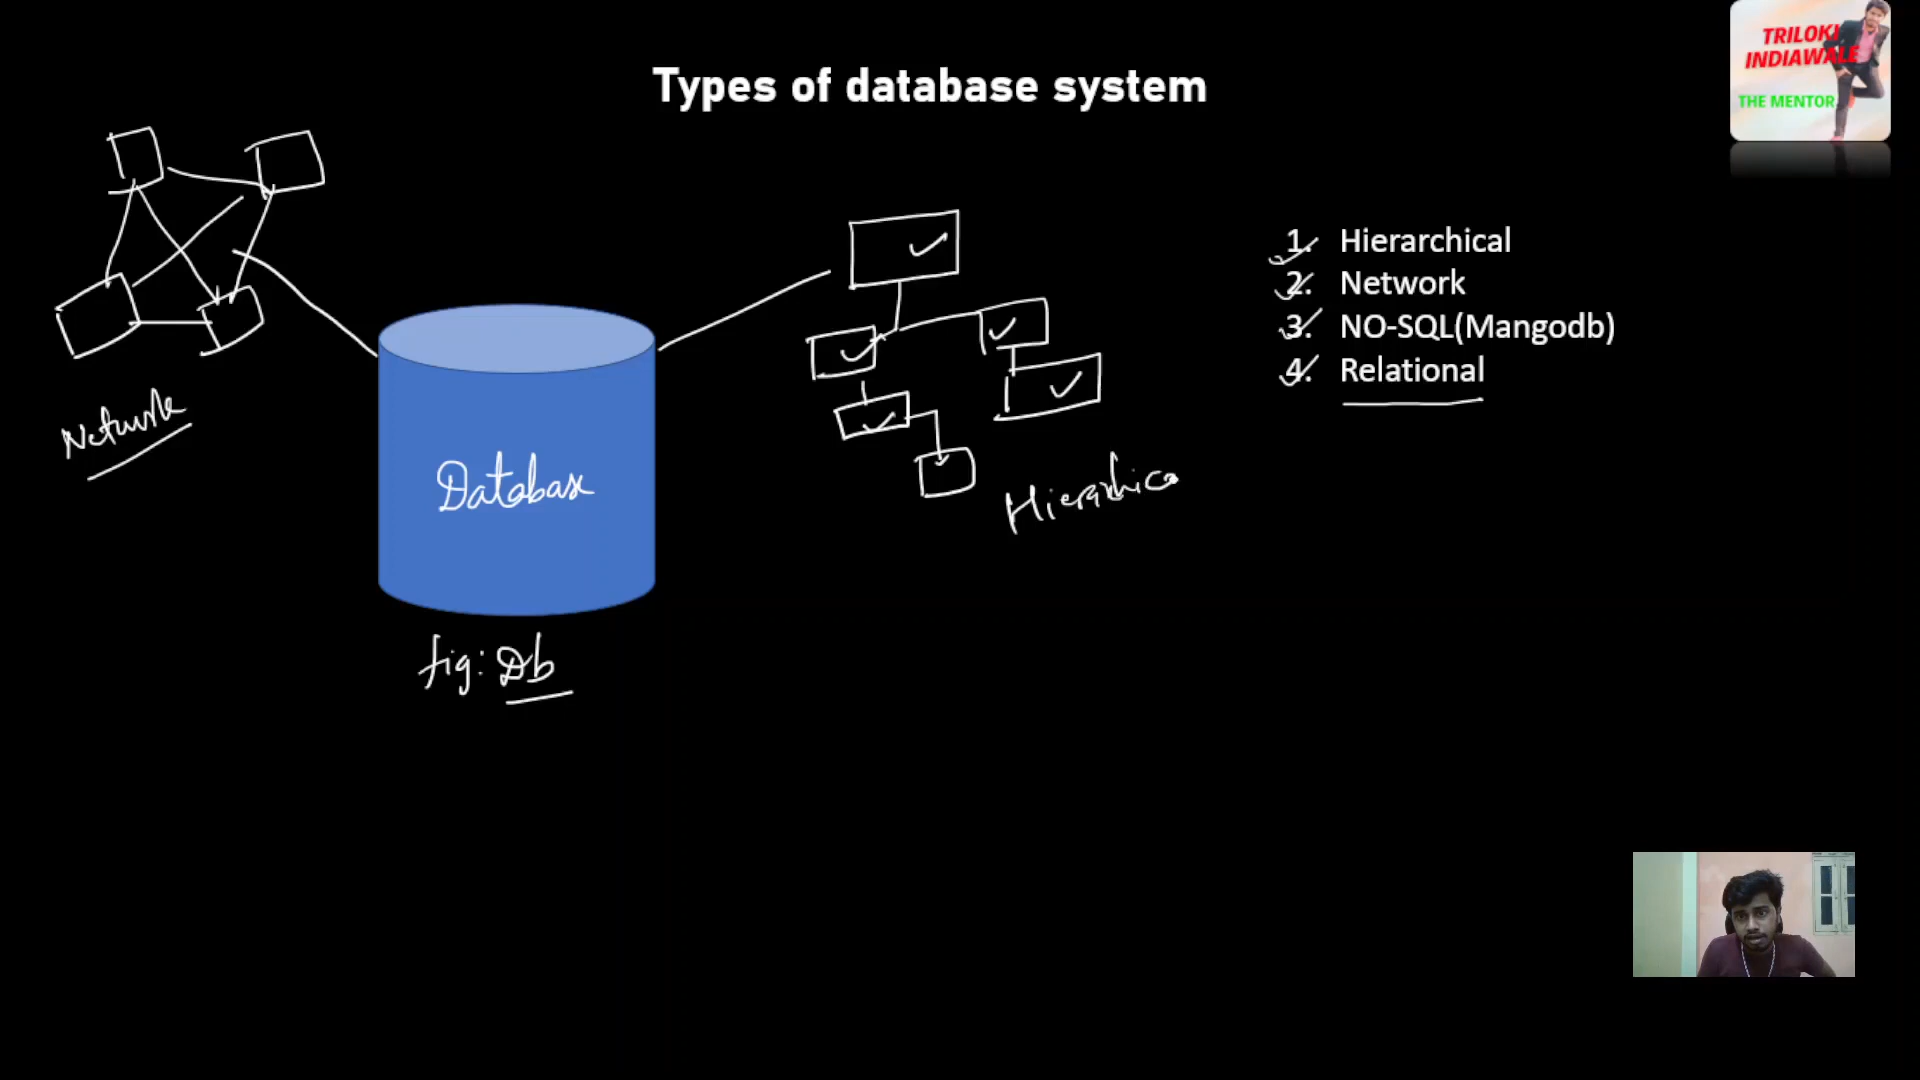 Types of database system
TRILOKI
INDIAWALE
THE MENTOR
1. Hierarchical
2. Network
3. NO-SQL(Mangodb)
4. Relational
Network
Database
Hierarchica
fig: Db